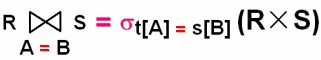 R ⋈ S = σt[A] = s[B] (R×S)
A = B